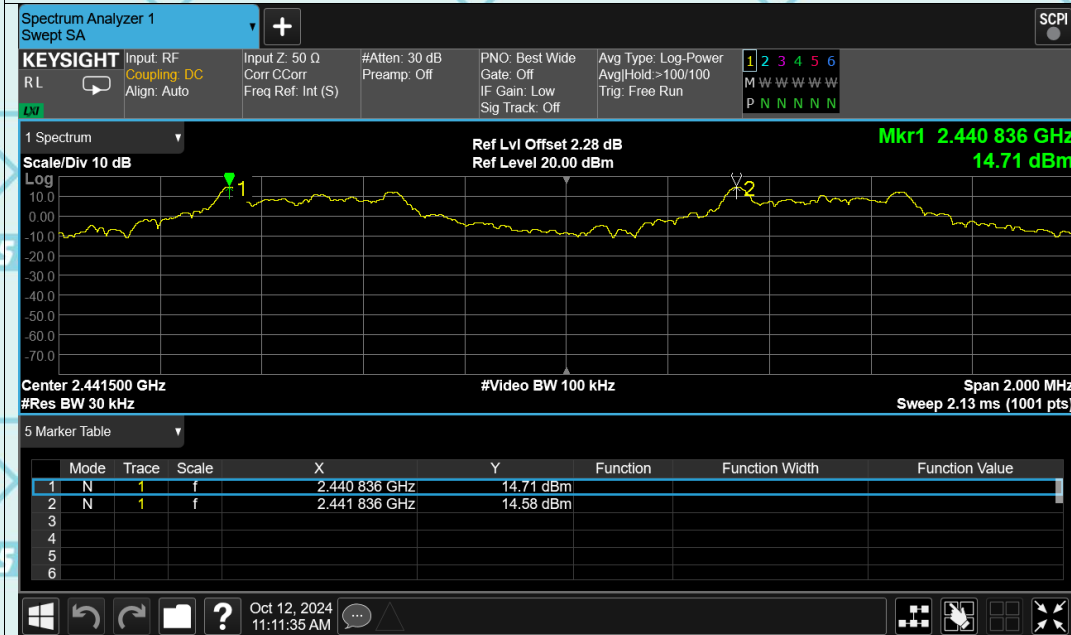 Spectrum Analyzer 1
Swept SA
+
SCPI
KEYSIGHT Input: RF Input Z: 50 Ω #Atten: 30 dB PNO: Best Wide Avg Type: Log-Power 1 2 3 4 5 6
R L Coupling: DC Corr CCorr Preamp: Off Gate: Off Avg|Hold:>100/100 M W W W W W
Align: Auto Freq Ref: Int (S) IF Gain: Low Trig: Free Run
LXI Sig Track: Off P N N N N N
1 Spectrum Ref Lvl Offset 2.28 dB Mkr1 2.440 836 GHz
Scale/Div 10 dB Ref Level 20.00 dBm 14.71 dBm
Log
1
2
10.0
0.00
-10.0
-20.0
-30.0
-40.0
-50.0
-60.0
-70.0
Center 2.441500 GHz #Video BW 100 kHz Span 2.000 MHz
#Res BW 30 kHz Sweep 2.13 ms (1001 pts)
5 Marker Table
Mode Trace Scale X Y Function Function Width Function Value
1 N 1 f 2.440 836 GHz 14.71 dBm
2 N 1 f 2.441 836 GHz 14.58 dBm
3
4
5
6
? Oct 12, 2024
11:11:35 AM